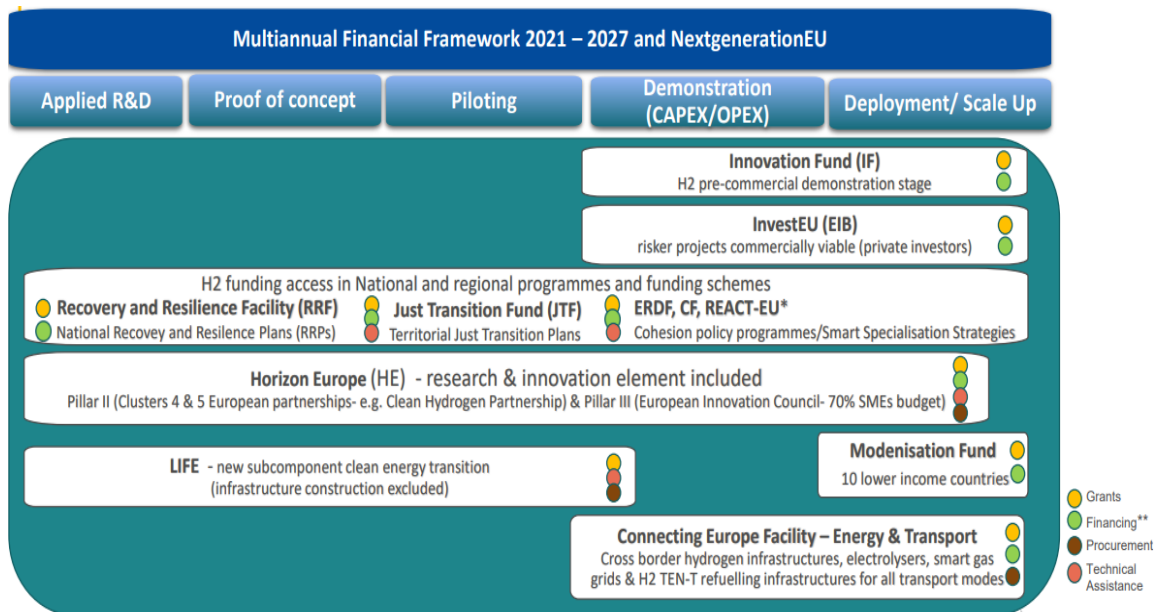 Multiannual Financial Framework 2021 – 2027 and NextgenerationEU
Applied R&D
Proof of concept
Piloting
Demonstration
(CAPEX/OPEX)
Deployment/ Scale Up
Innovation Fund (IF)
H2 pre-commercial demonstration stage
InvestEU (EIB)
risker projects commercially viable (private investors)
H2 funding access in National and regional programmes and funding schemes
Recovery and Resilience Facility (RRF)
National Recovey and Resilence Plans (RRPs)
Just Transition Fund (JTF)
Territorial Just Transition Plans
ERDF, CF, REACT-EU*
Cohesion policy programmes/Smart Specialisation Strategies
Horizon Europe (HE) - research & innovation element included
Pillar II (Clusters 4 & 5 European partnerships- e.g. Clean Hydrogen Partnership) & Pillar III (European Innovation Council- 70% SMEs budget)
LIFE - new subcomponent clean energy transition
(infrastructure construction excluded)
Modenisation Fund
10 lower income countries
Connecting Europe Facility – Energy & Transport
Cross border hydrogen infrastructures, electrolysers, smart gas
grids & H2 TEN-T refuelling infrastructures for all transport modes
Grants
Financing**
Procurement
Technical
Assistance